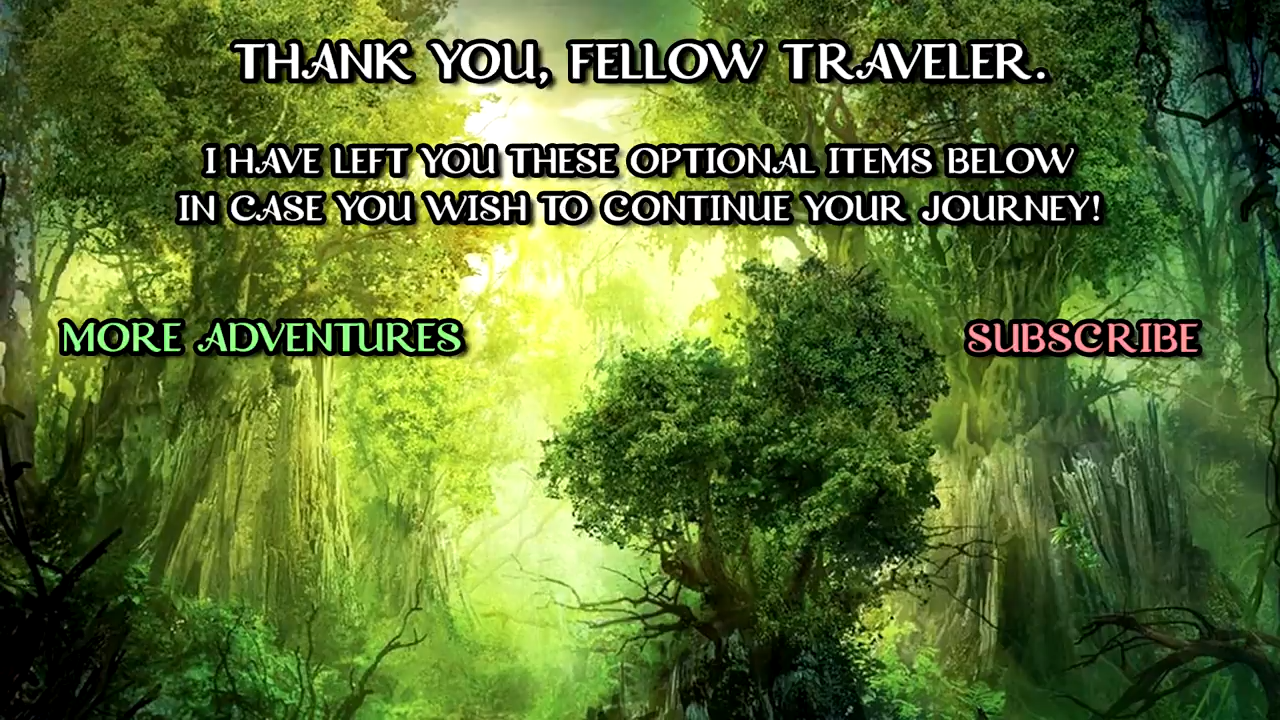 THANK YOU, FELLOW TRAVELER.
I HAVE LEFT YOU THESE OPTIONAL ITEMS BELOW
IN CASE YOU WISH TO CONTINUE YOUR JOURNEY!
MORE ADVENTURES
SUBSCRIBE